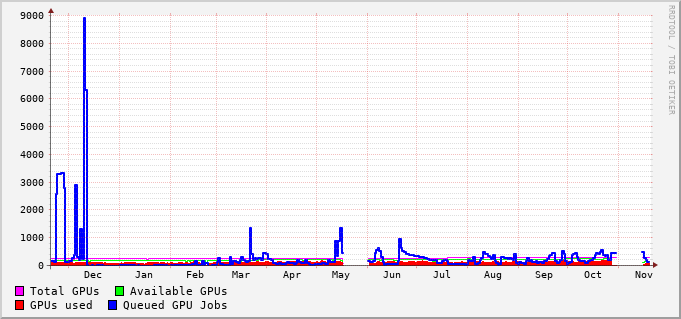 9000
8000
7000
6000
5000
4000
3000
2000
1000
0
Dec Jan Feb Mar Apr May Jun Jul Aug Sep Oct Nov
Total GPUs Available GPUs
GPUs used Queued GPU Jobs
RRDTOOL / TOBI OETIKER